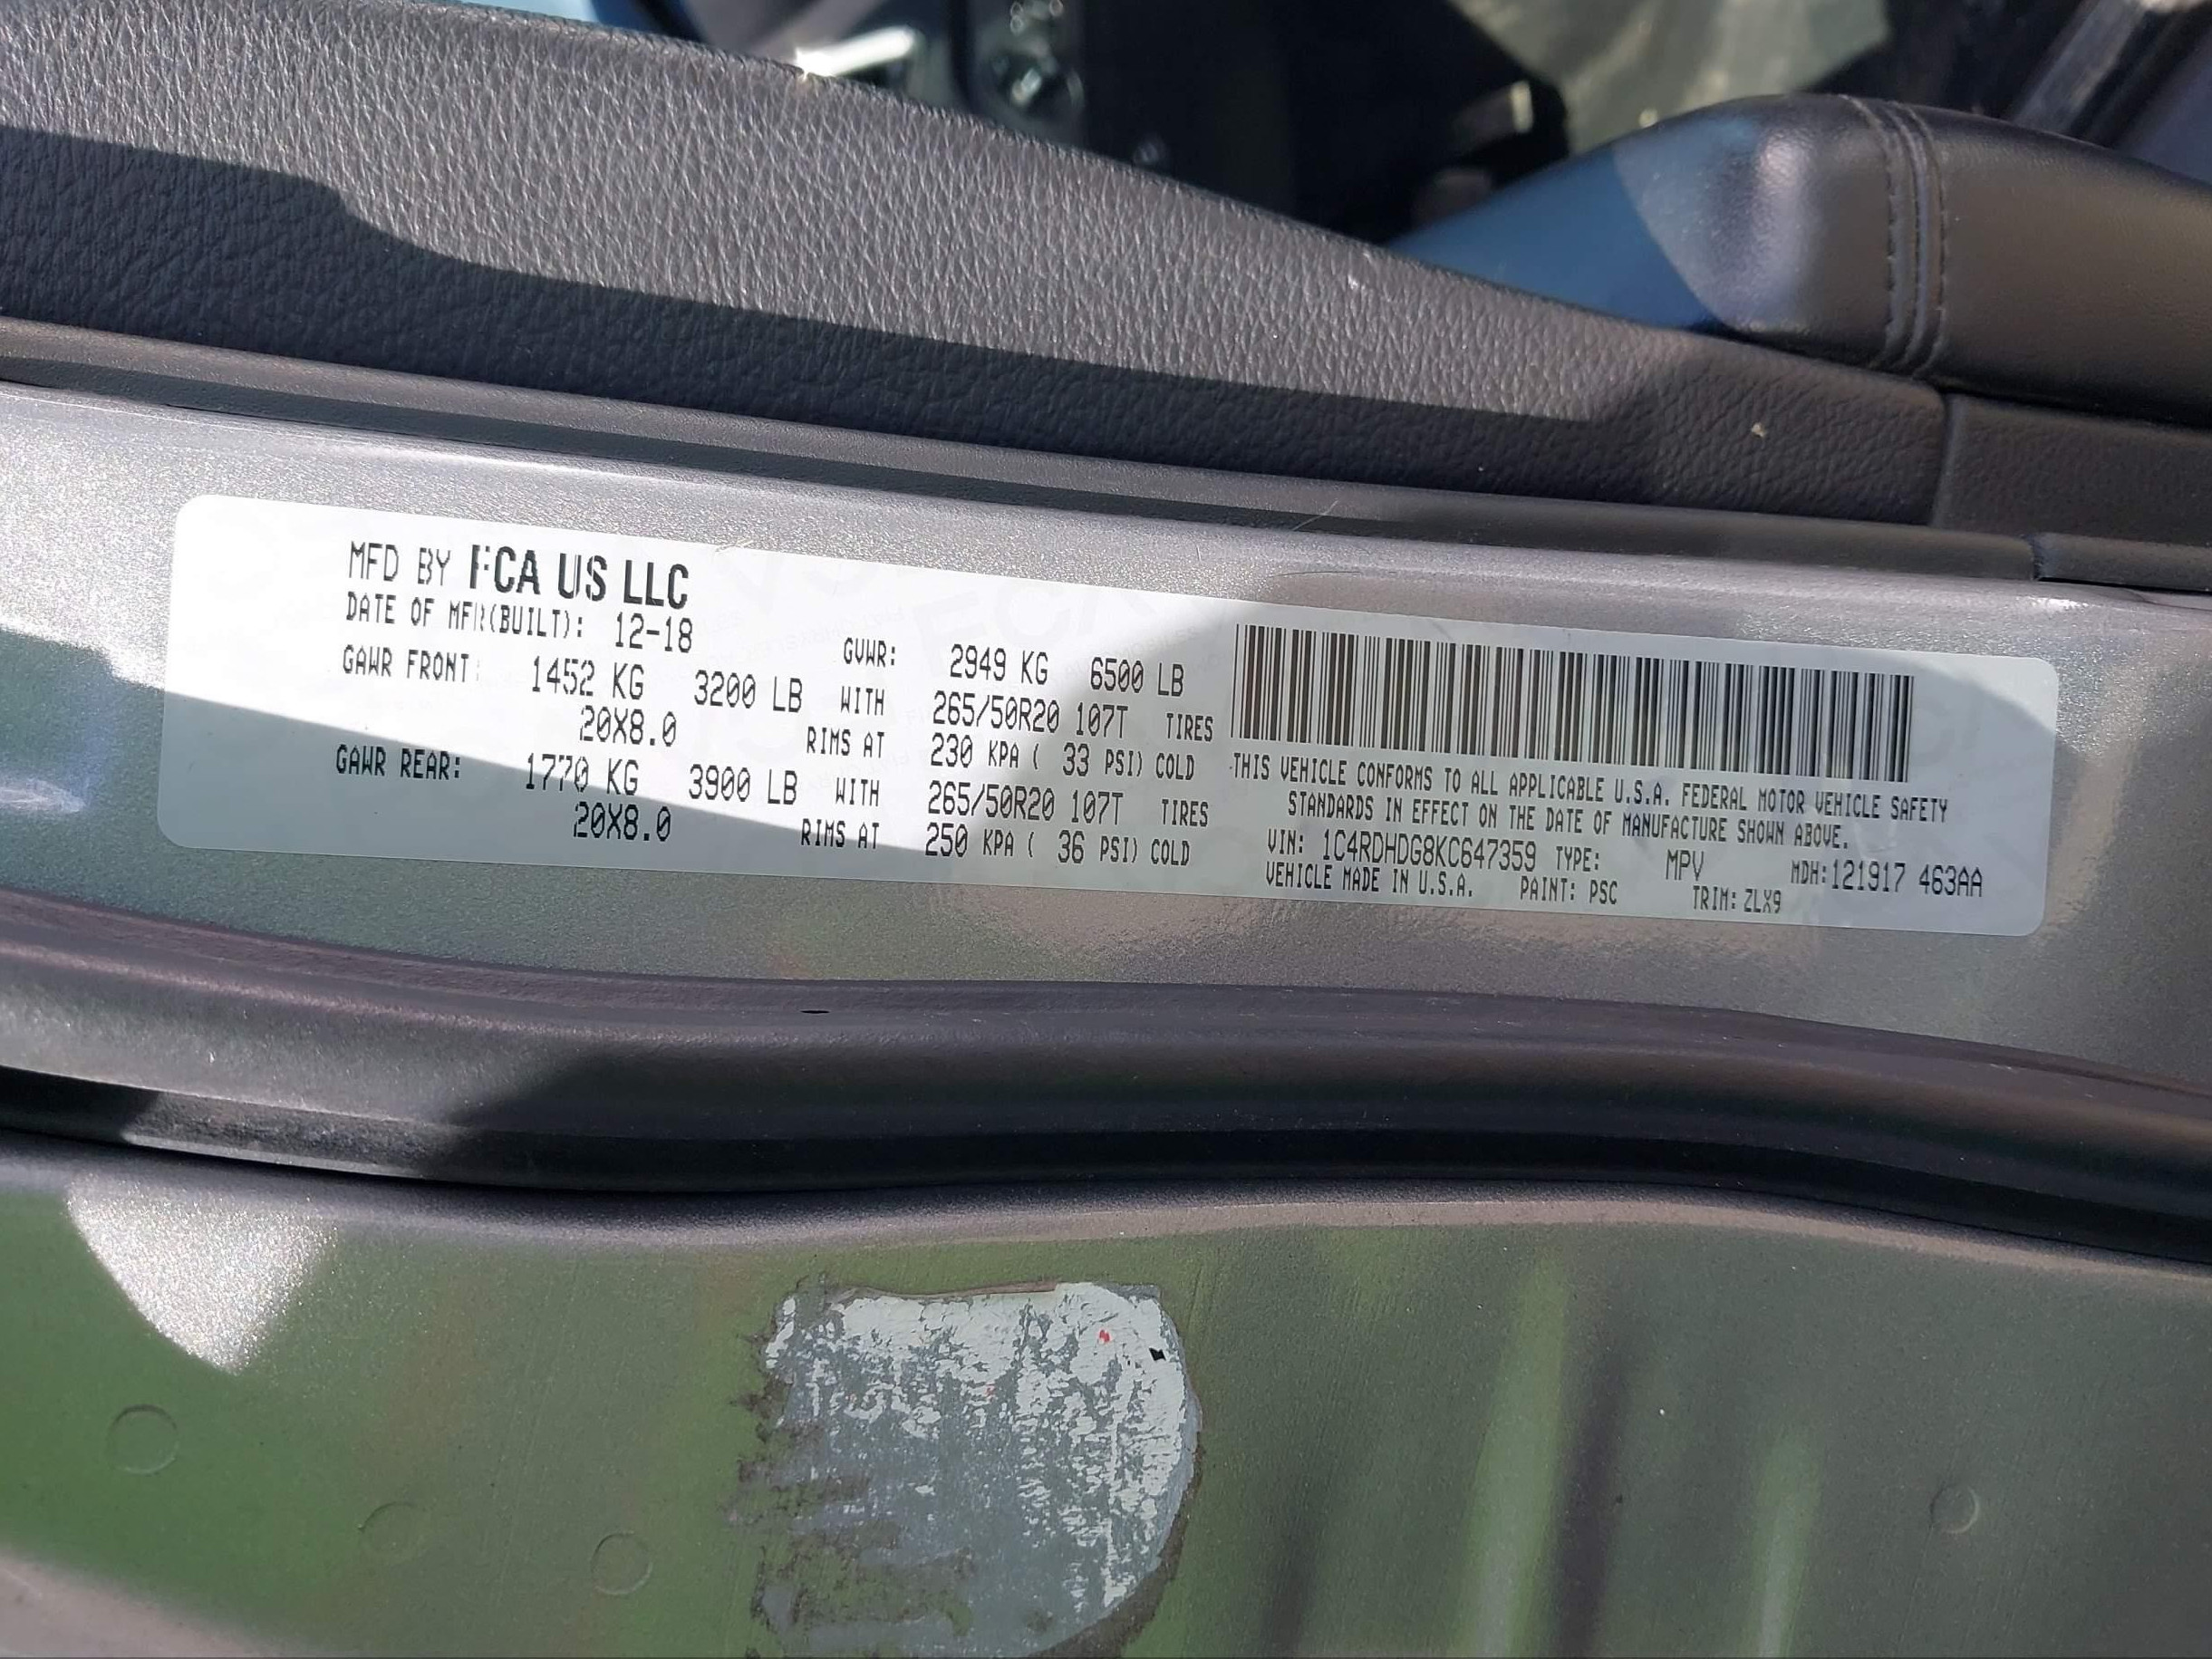 MFD BY FCA US LLC
DATE OF MFR(BUILT): 12-18
GVWR: 2949 KG 6500 LB
GAWR FRONT: 1452 KG 3200 LB WITH 265/50R20 107T TIRES
20X8.0 RIMS AT 230 KPA ( 33 PSI) COLD
GAWR REAR: 1770 KG 3900 LB WITH 265/50R20 107T TIRES
20X8.0 RIMS AT 250 KPA ( 36 PSI) COLD
THIS VEHICLE CONFORMS TO ALL APPLICABLE U.S.A. FEDERAL MOTOR VEHICLE SAFETY
STANDARDS IN EFFECT ON THE DATE OF MANUFACTURE SHOWN ABOVE.
VIN: 1C4RDHDG8KC647359 TYPE: MPV MDH:121917 463AA
VEHICLE MADE IN U.S.A. PAINT: PSC TRIM: ZLX9